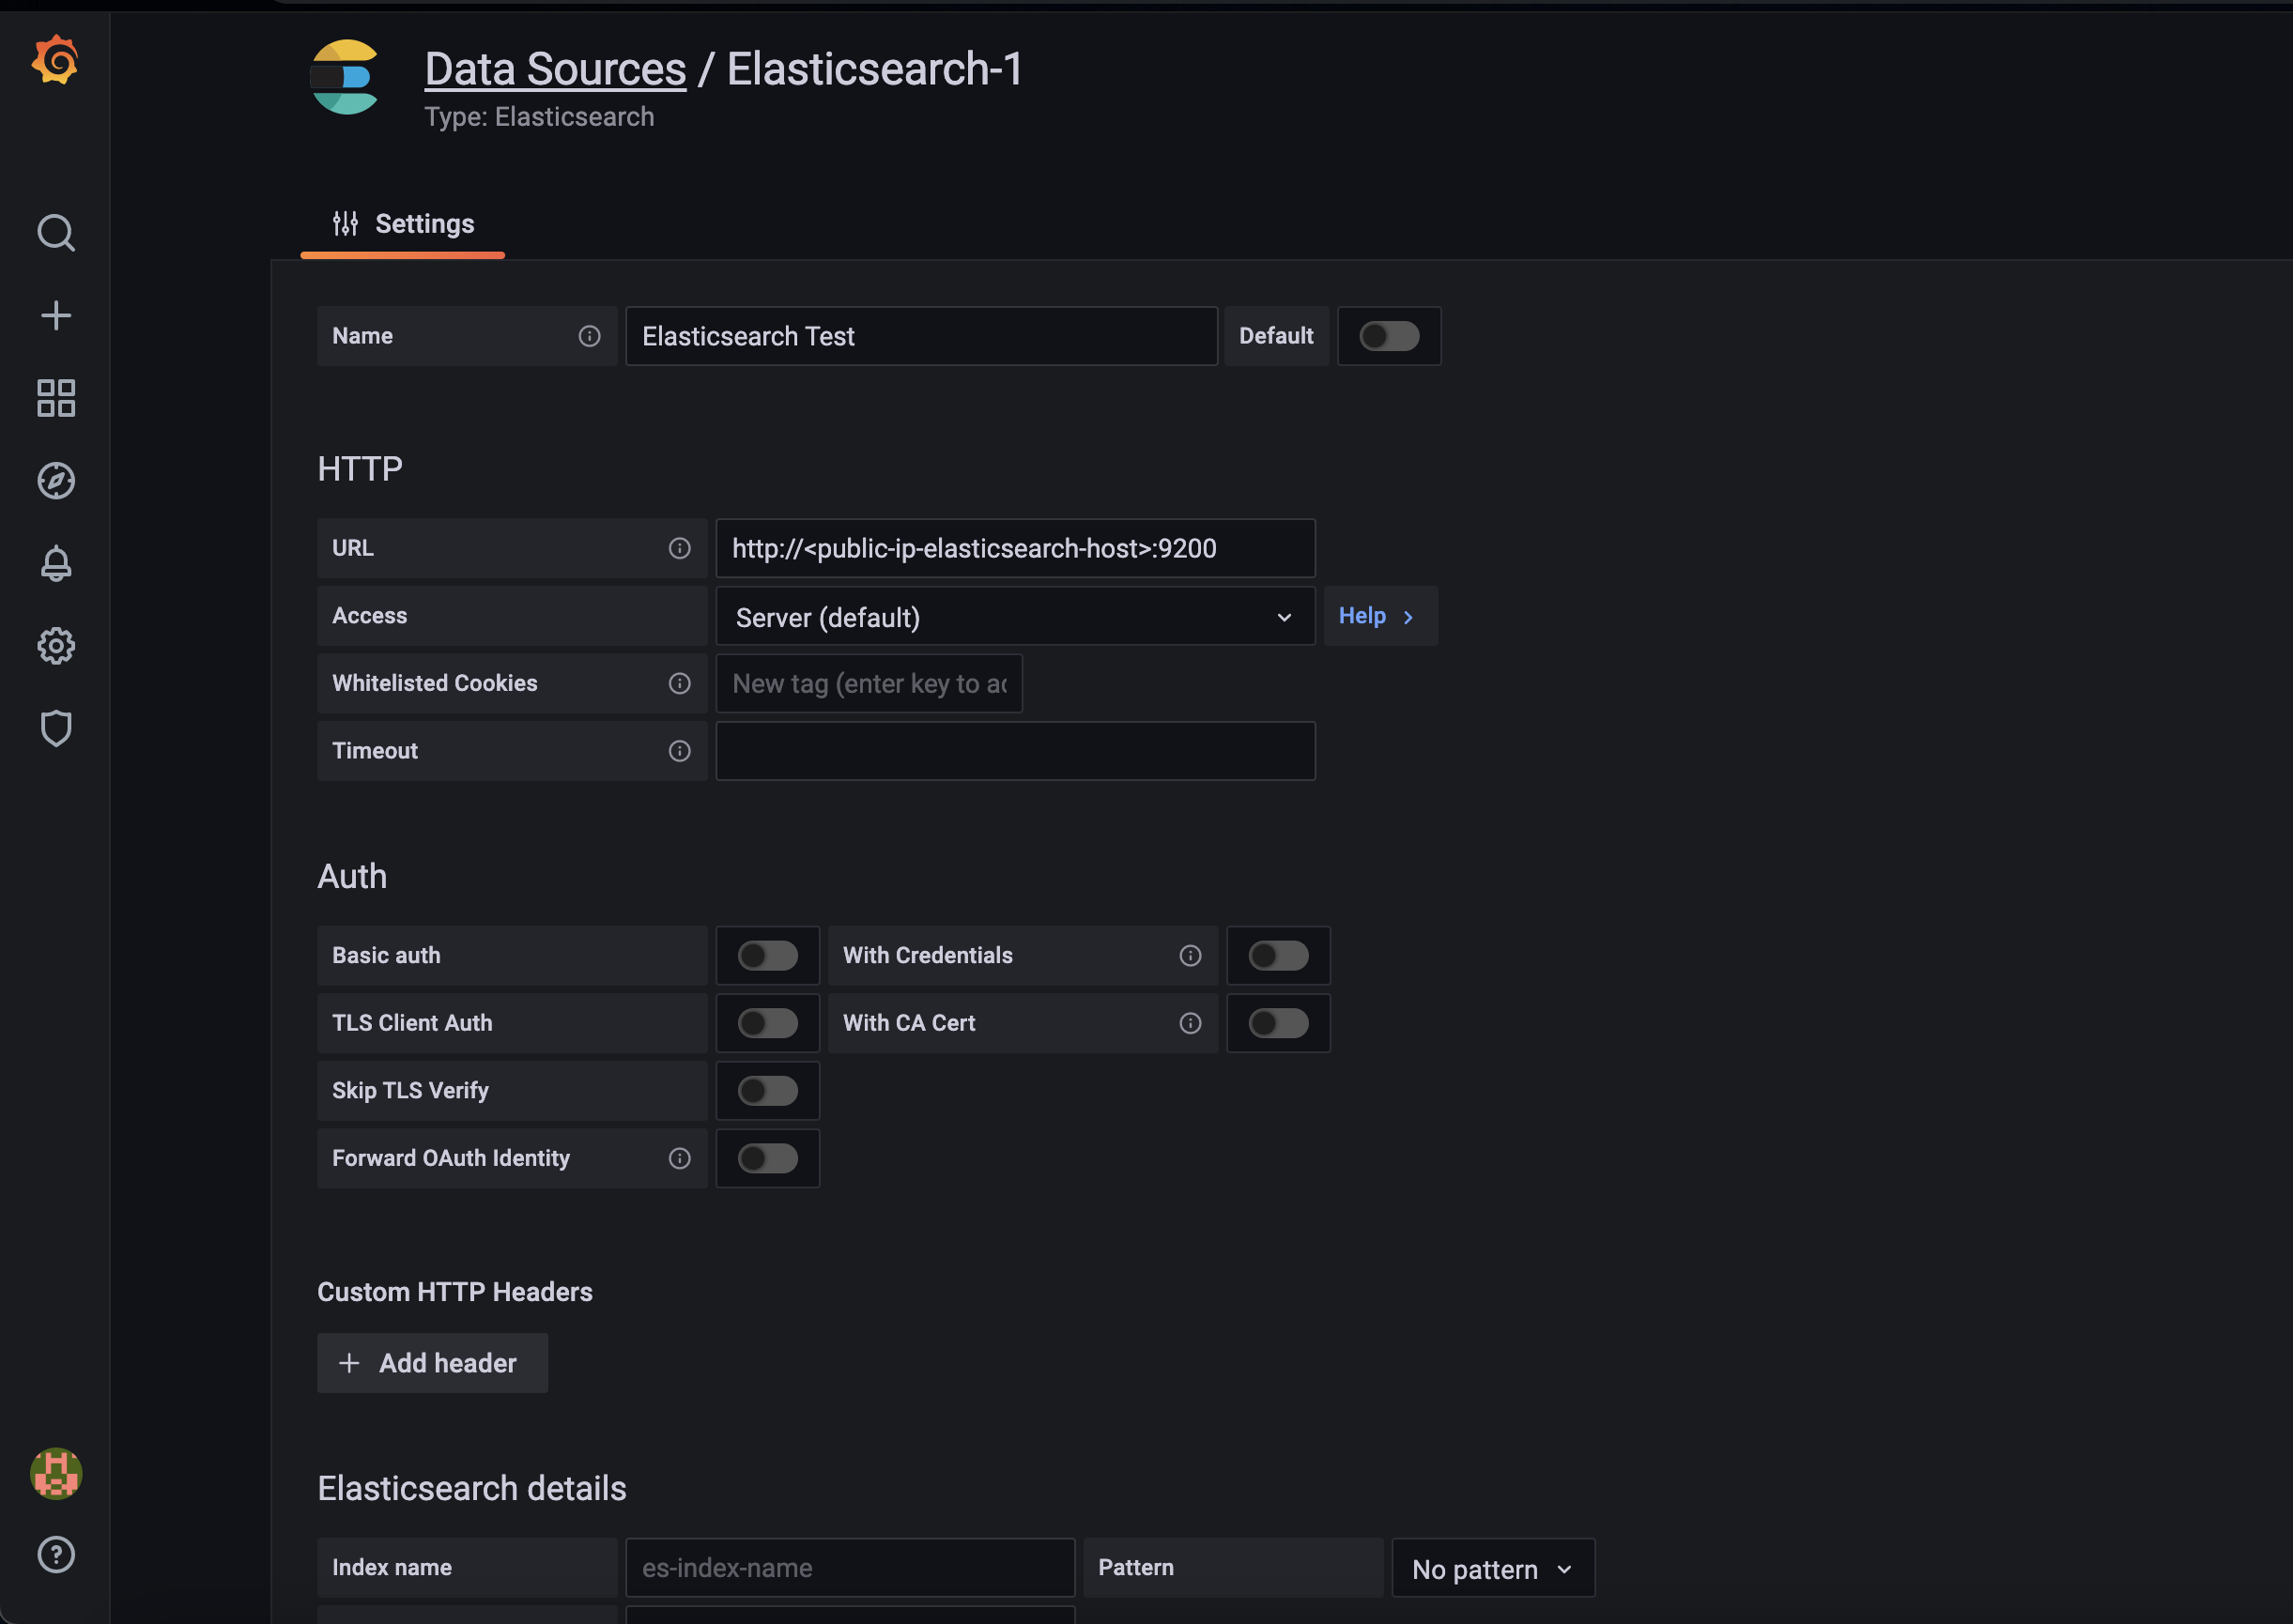 Data Sources / Elasticsearch-1
Type: Elasticsearch
Settings
Name
Elasticsearch Test
Default
HTTP
URL
http://<public-ip-elasticsearch-host>:9200
Access
Server (default)
Help
Whitelisted Cookies
New tag (enter key to ac
Timeout
Auth
Basic auth
With Credentials
TLS Client Auth
With CA Cert
Skip TLS Verify
Forward OAuth Identity
Custom HTTP Headers
Add header
Elasticsearch details
Index name
es-index-name
Pattern
No pattern